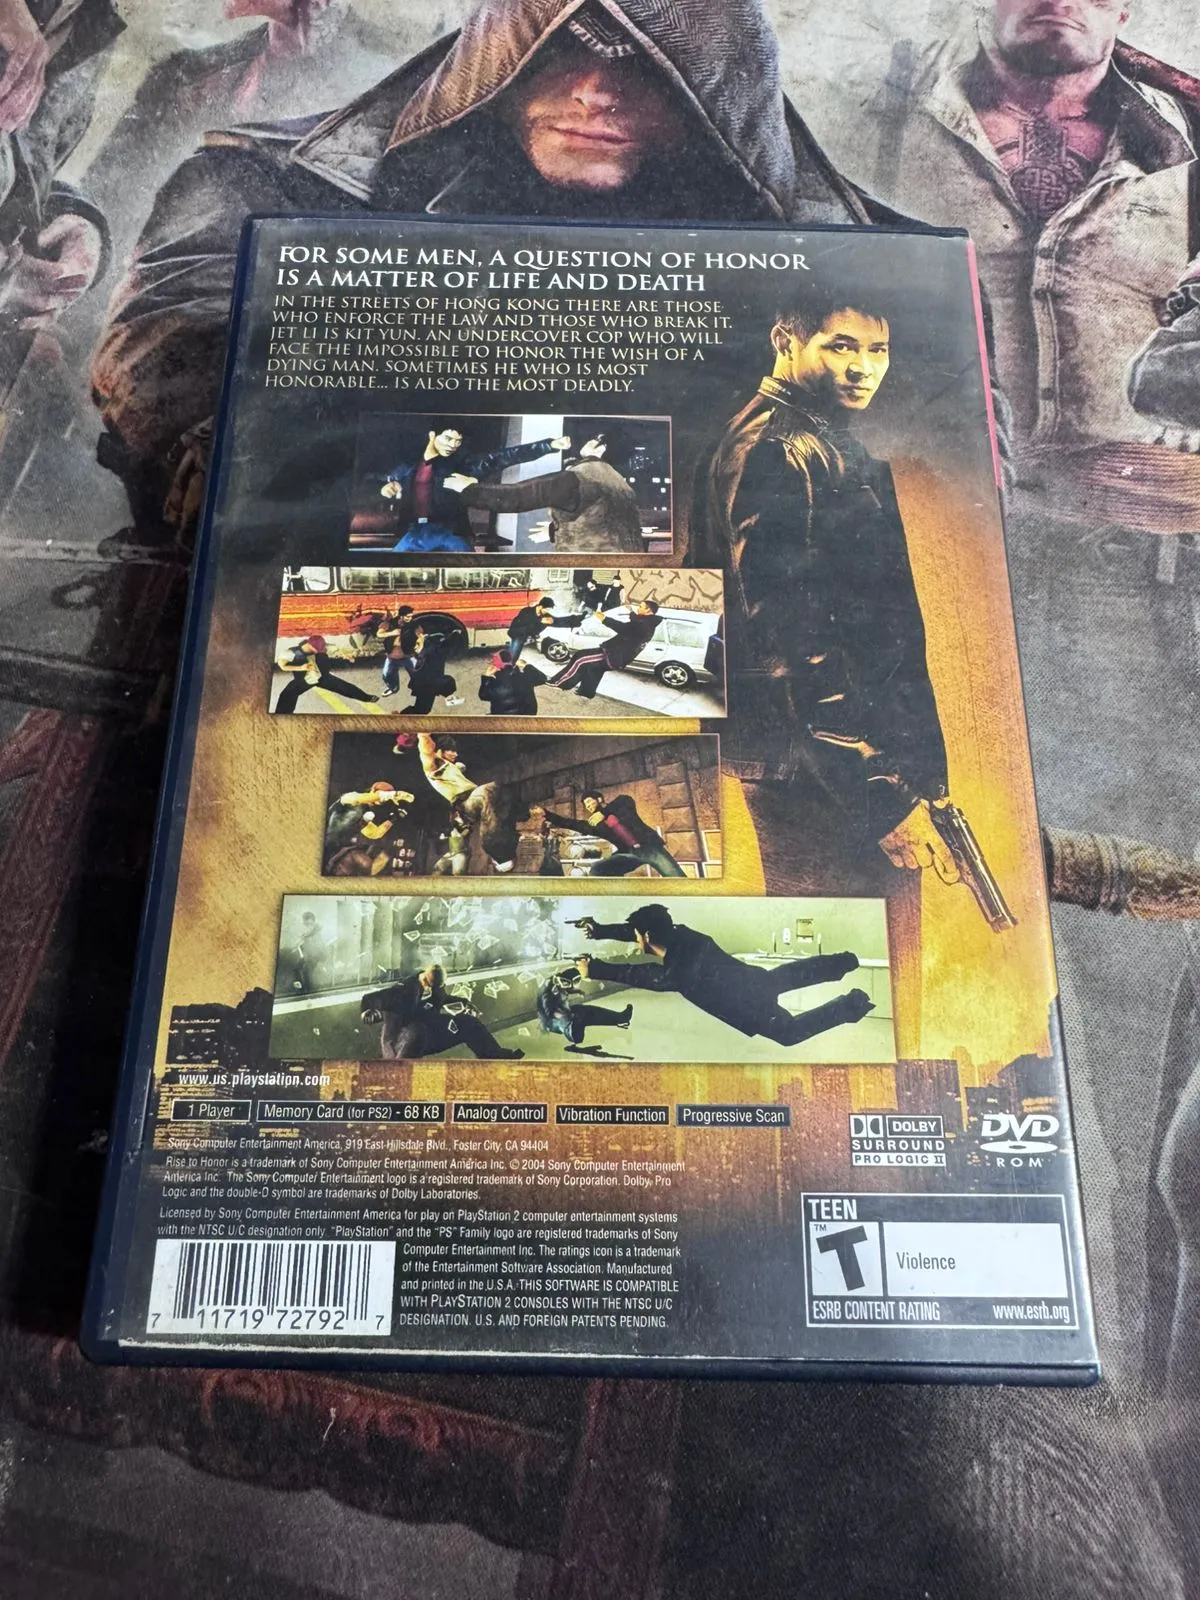 FOR SOME MEN, A QUESTION OF HONOR
IS A MATTER OF LIFE AND DEATH
IN THE STREETS OF HONG KONG THERE ARE THOSE
WHO ENFORCE THE LAW AND THOSE WHO BREAK IT.
JET LI IS KIT YUN. AN UNDERCOVER COP WHO WILL
FACE THE IMPOSSIBLE TO HONOR THE WISH OF A
DYING MAN. SOMETIMES HE WHO IS MOST
HONORABLE... IS ALSO THE MOST DEADLY.
www.us.playstation.com
1 Player Memory Card (for PS2) - 68 KB Analog Control Vibration Function Progressive Scan
Sony Computer Entertainment America, 919 East Hillsdale Blvd., Foster City, CA 94404
Rise to Honor is a trademark of Sony Computer Entertainment America Inc. © 2004 Sony Computer Entertainment
America Inc. The Sony Computer Entertainment logo is a registered trademark of Sony Corporation. Dolby, Pro
Logic and the double-D symbol are trademarks of Dolby Laboratories.
Licensed by Sony Computer Entertainment America for play on PlayStation 2 computer entertainment systems
with the NTSC U/C designation only. "PlayStation" and the "PS" Family logo are registered trademarks of Sony
Computer Entertainment Inc. The ratings icon is a trademark
of the Entertainment Software Association. Manufactured
and printed in the U.S.A. THIS SOFTWARE IS COMPATIBLE
WITH PLAYSTATION 2 CONSOLES WITH THE NTSC U/C
DESIGNATION. U.S. AND FOREIGN PATENTS PENDING.
7 11719 72792 7
DOLBY
SURROUND
PRO LOGIC II
DVD
ROM
TEEN
T
TM
Violence
ESRB CONTENT RATING www.esrb.org